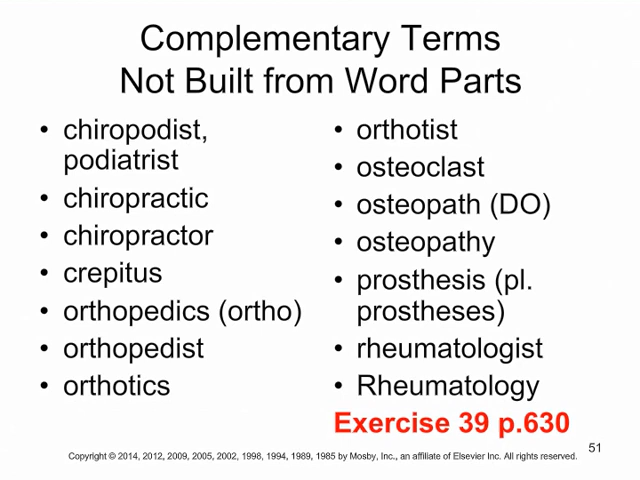 Complementary Terms
Not Built from Word Parts
• chiropodist,
podiatrist
• chiropractic
• chiropractor
• crepitus
• orthopedics (ortho)
• orthopedist
• orthotics
• orthotist
• osteoclast
• osteopath (DO)
• osteopathy
• prosthesis (pl.
prostheses)
• rheumatologist
• Rheumatology
Exercise 39 p.630
51
Copyright © 2014, 2012, 2009, 2005, 2002, 1998, 1994, 1989, 1985 by Mosby, Inc., an affiliate of Elsevier Inc. All rights reserved.